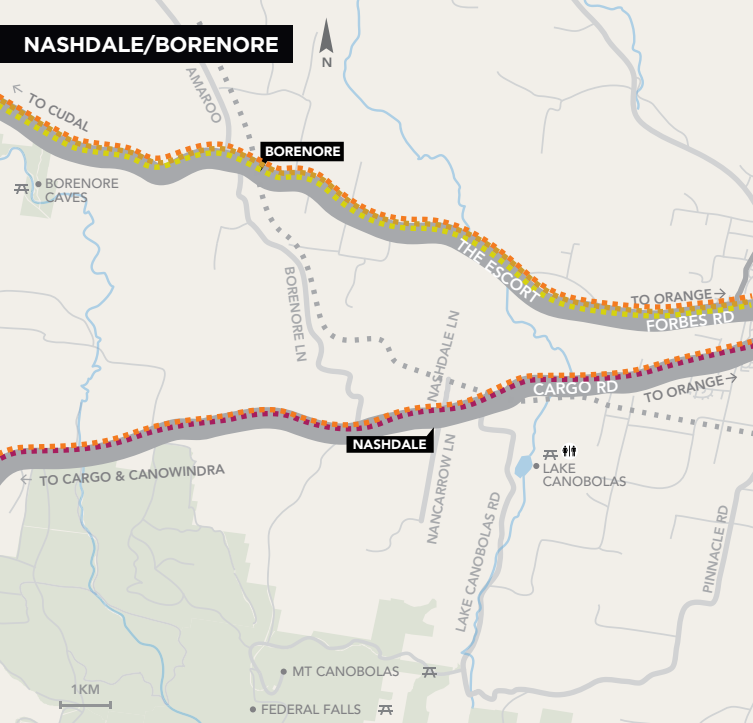 NASHDALE/BORENORE
N
AMAROO
← TO CUDAL
BORENORE
BORENORE
CAVES
THE ESCORT
TO ORANGE →
FORBES RD
BORENORE LN
NASHDALE LN
CARGO RD
TO ORANGE →
NASHDALE
← TO CARGO & CANOWINDRA
NANCARROW LN
LAKE
CANOBOLAS
LAKE CANOBOLAS RD
PINNACLE RD
MT CANOBOLAS
1KM
FEDERAL FALLS